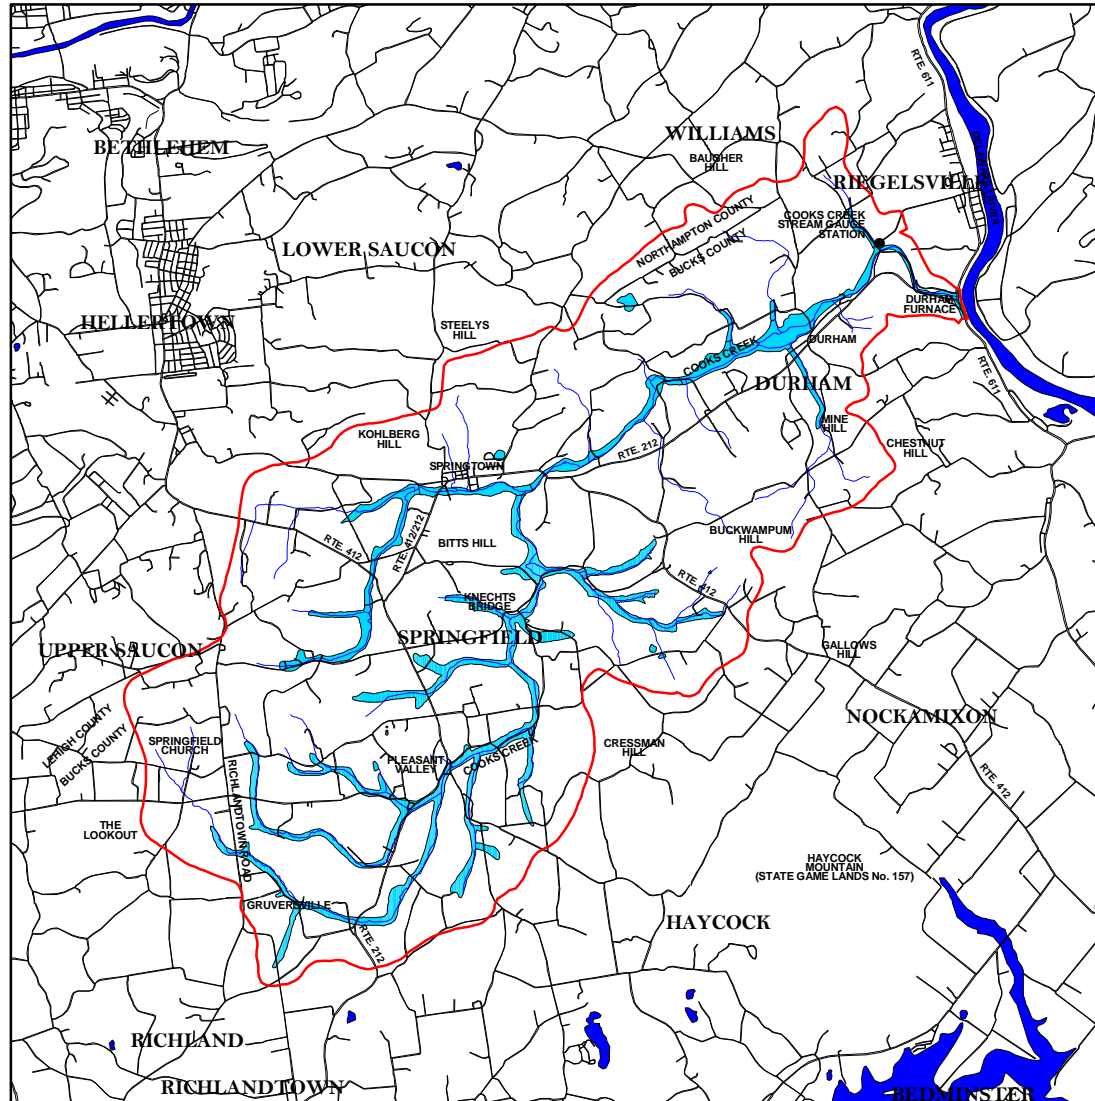 RTE. 611
WILLIAMS
BETHLEHEM
BAUGHER
HILL
DELAWARE RIVER
RIEGELSVILLE
COOKS CREEK
STREAM GAUGE
STATION
NORTHAMPTON COUNTY
BUCKS COUNTY
LOWER SAUCON
DURHAM
FURNACE
HELLERTOWN
STEELYS
HILL
DURHAM
COOKS CREEK
DURHAM
RTE. 611
MINE
HILL
KOHLBERG
HILL
CHESTNUT
HILL
RTE. 212
SPRINGTOWN
RTE. 412/212
RTE. 412
BITTS HILL
BUCKWAMPUM
HILL
RTE. 412
KNECHTS
BRIDGE
SPRINGFIELD
UPPER SAUCON
GALLOWS
HILL
NOCKAMIXON
LEHIGH COUNTY
BUCKS COUNTY
SPRINGFIELD
CHURCH
CRESSMAN
HILL
COOKS CREEK
PLEASANT
VALLEY
RICHLANDTOWN ROAD
RTE. 412
THE
LOOKOUT
HAYCOCK
MOUNTAIN
(STATE GAME LANDS No. 157)
GRUVERSVILLE
HAYCOCK
RTE. 212
RICHLAND
RICHLANDTOWN
BEDMINSTER